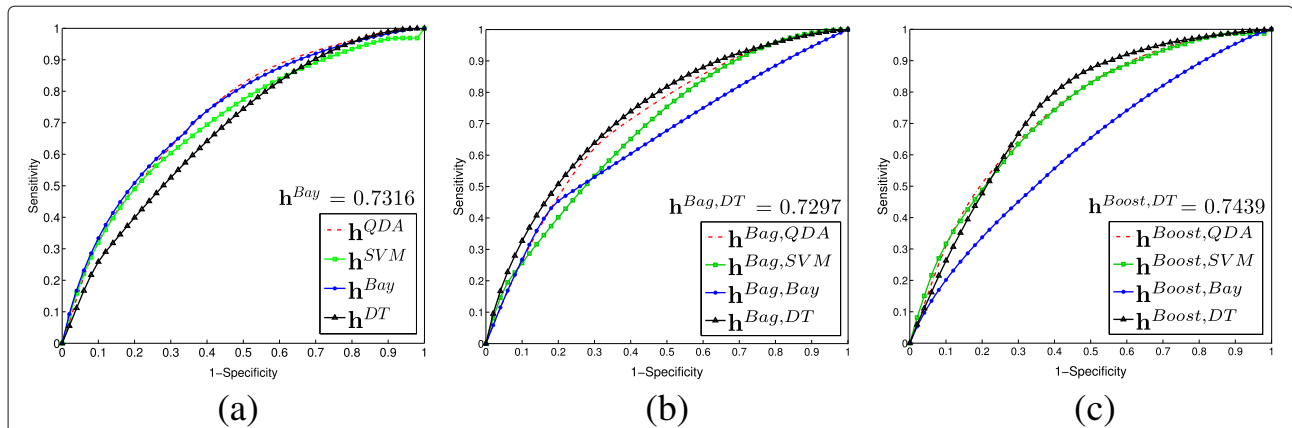 1
0.9
0.8
0.7
0.6
0.5
0.4
0.3
0.2
0.1
0
Sensitivity
h^{Bay} = 0.7316
h^{QDA}
h^{SVM}
h^{Bay}
h^{DT}
0 0.1 0.2 0.3 0.4 0.5 0.6 0.7 0.8 0.9 1
1−Specificity
(a)
1
0.9
0.8
0.7
0.6
0.5
0.4
0.3
0.2
0.1
0
Sensitivity
h^{Bag,DT} = 0.7297
h^{Bag,QDA}
h^{Bag,SVM}
h^{Bag,Bay}
h^{Bag,DT}
0 0.1 0.2 0.3 0.4 0.5 0.6 0.7 0.8 0.9 1
1−Specificity
(b)
1
0.9
0.8
0.7
0.6
0.5
0.4
0.3
0.2
0.1
0
Sensitivity
h^{Boost,DT} = 0.7439
h^{Boost,QDA}
h^{Boost,SVM}
h^{Boost,Bay}
h^{Boost,DT}
0 0.1 0.2 0.3 0.4 0.5 0.6 0.7 0.8 0.9 1
1−Specificity
(c)